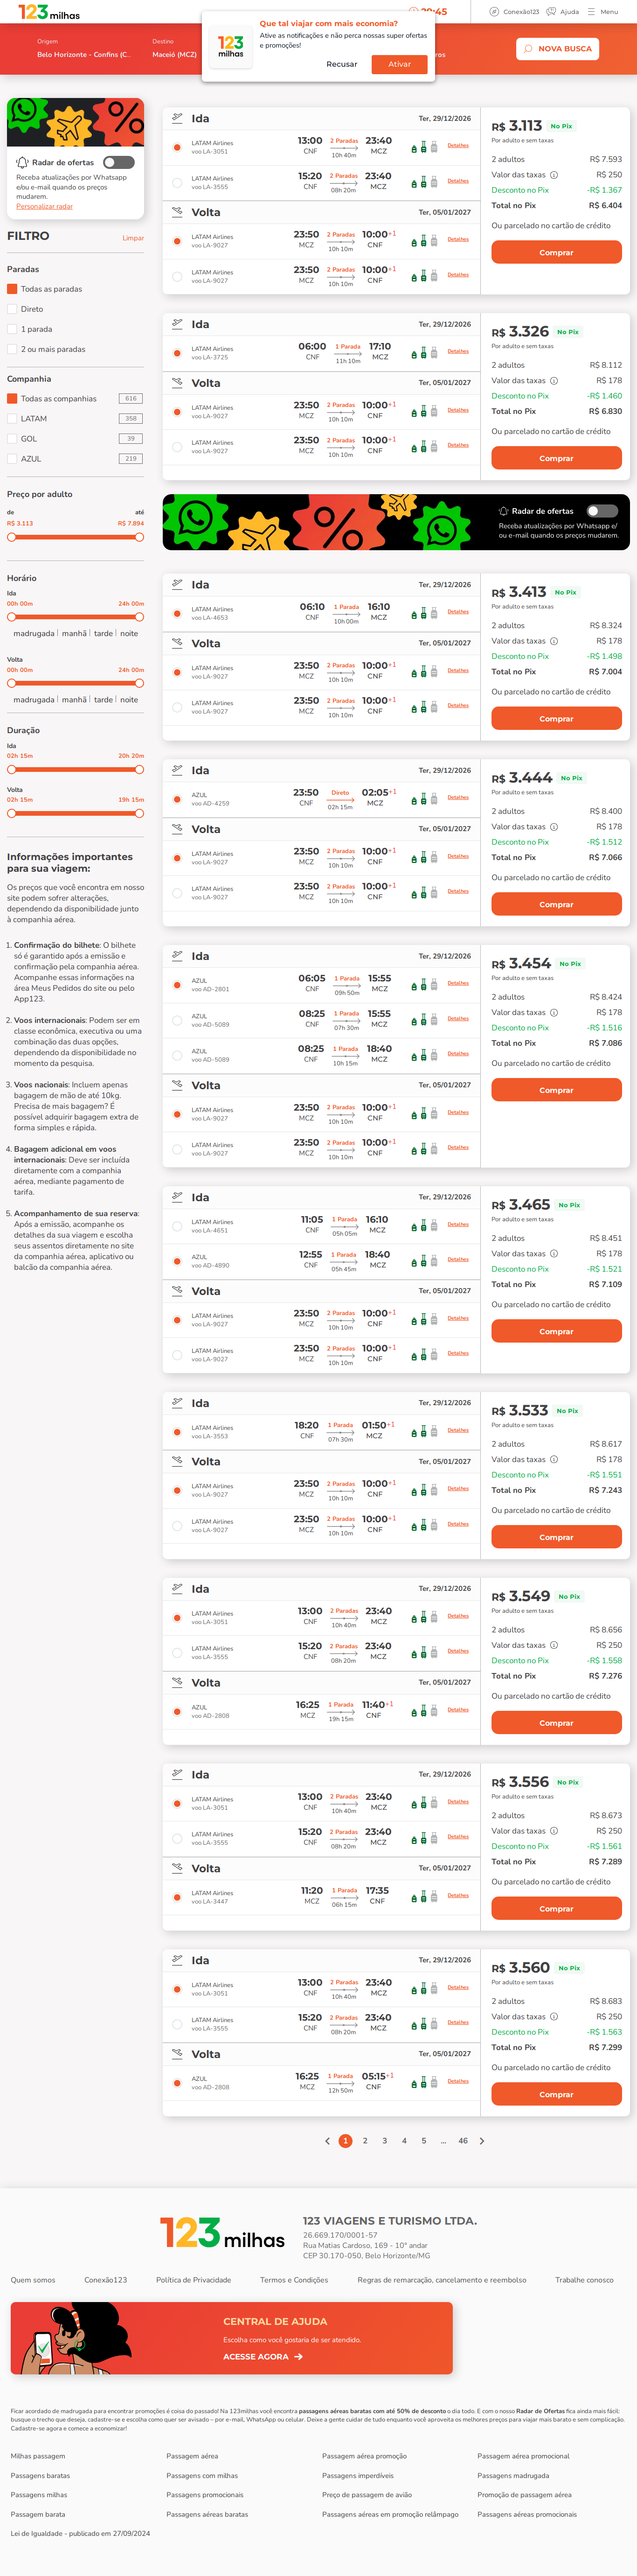 123milhas
20:45
Conexão123
Ajuda
Menu
Origem
Belo Horizonte - Confins (C...
Destino
Maceió (MCZ)
Que tal viajar com mais economia?
Ative as notificações e não perca nossas super ofertas e promoções!
123 milhas
Recusar
Ativar
ros
NOVA BUSCA
Radar de ofertas
Receba atualizações por Whatsapp
e/ou e-mail quando os preços
mudarem.
Personalizar radar
FILTRO
Limpar
Paradas
Todas as paradas
Direto
1 parada
2 ou mais paradas
Companhia
Todas as companhias 616
LATAM 358
GOL 39
AZUL 219
Preço por adulto
de até
R$ 3.113 R$ 7.894
Horário
Ida
00h 00m 24h 00m
madrugada manhã tarde noite
Volta
00h 00m 24h 00m
madrugada manhã tarde noite
Duração
Ida
02h 15m 20h 20m
Volta
02h 15m 19h 15m
Informações importantes
para sua viagem:
Os preços que você encontra em nosso
site podem sofrer alterações,
dependendo da disponibilidade junto
à companhia aérea.
1. Confirmação do bilhete: O bilhete
só é garantido após a emissão e
confirmação pela companhia aérea.
Acompanhe essas informações na
área Meus Pedidos do site ou pelo
App123.
2. Voos internacionais: Podem ser em
classe econômica, executiva ou uma
combinação das duas opções,
dependendo da disponibilidade no
momento da pesquisa.
3. Voos nacionais: Incluem apenas
bagagem de mão de até 10kg.
Precisa de mais bagagem? É
possível adquirir bagagem extra de
forma simples e rápida.
4. Bagagem adicional em voos
internacionais: Deve ser incluída
diretamente com a companhia
aérea, mediante pagamento de
tarifa.
5. Acompanhamento de sua reserva:
Após a emissão, acompanhe os
detalhes da sua viagem e escolha
seus assentos diretamente no site
da companhia aérea, aplicativo ou
balcão da companhia aérea.
Ida Ter, 29/12/2026
LATAM Airlines voo LA-3051 13:00 CNF 2 Paradas 10h 40m 23:40 MCZ Detalhes
LATAM Airlines voo LA-3555 15:20 CNF 2 Paradas 08h 20m 23:40 MCZ Detalhes
Volta Ter, 05/01/2027
LATAM Airlines voo LA-9027 23:50 MCZ 2 Paradas 10h 10m 10:00+1 CNF Detalhes
LATAM Airlines voo LA-9027 23:50 MCZ 2 Paradas 10h 10m 10:00+1 CNF Detalhes
R$ 3.113 No Pix
Por adulto e sem taxas
2 adultos R$ 7.593
Valor das taxas R$ 250
Desconto no Pix -R$ 1.367
Total no Pix R$ 6.404
Ou parcelado no cartão de crédito
Comprar
Ida Ter, 29/12/2026
LATAM Airlines voo LA-3725 06:00 CNF 1 Parada 11h 10m 17:10 MCZ Detalhes
Volta Ter, 05/01/2027
LATAM Airlines voo LA-9027 23:50 MCZ 2 Paradas 10h 10m 10:00+1 CNF Detalhes
LATAM Airlines voo LA-9027 23:50 MCZ 2 Paradas 10h 10m 10:00+1 CNF Detalhes
R$ 3.326 No Pix
Por adulto e sem taxas
2 adultos R$ 8.112
Valor das taxas R$ 178
Desconto no Pix -R$ 1.460
Total no Pix R$ 6.830
Ou parcelado no cartão de crédito
Comprar
Radar de ofertas
Receba atualizações por Whatsapp e/
ou e-mail quando os preços mudarem.
Ida Ter, 29/12/2026
LATAM Airlines voo LA-4653 06:10 CNF 1 Parada 10h 00m 16:10 MCZ Detalhes
Volta Ter, 05/01/2027
LATAM Airlines voo LA-9027 23:50 MCZ 2 Paradas 10h 10m 10:00+1 CNF Detalhes
LATAM Airlines voo LA-9027 23:50 MCZ 2 Paradas 10h 10m 10:00+1 CNF Detalhes
R$ 3.413 No Pix
Por adulto e sem taxas
2 adultos R$ 8.324
Valor das taxas R$ 178
Desconto no Pix -R$ 1.498
Total no Pix R$ 7.004
Ou parcelado no cartão de crédito
Comprar
Ida Ter, 29/12/2026
AZUL voo AD-4259 23:50 CNF Direto 02h 15m 02:05+1 MCZ Detalhes
Volta Ter, 05/01/2027
LATAM Airlines voo LA-9027 23:50 MCZ 2 Paradas 10h 10m 10:00+1 CNF Detalhes
LATAM Airlines voo LA-9027 23:50 MCZ 2 Paradas 10h 10m 10:00+1 CNF Detalhes
R$ 3.444 No Pix
Por adulto e sem taxas
2 adultos R$ 8.400
Valor das taxas R$ 178
Desconto no Pix -R$ 1.512
Total no Pix R$ 7.066
Ou parcelado no cartão de crédito
Comprar
Ida Ter, 29/12/2026
AZUL voo AD-2801 06:05 CNF 1 Parada 09h 50m 15:55 MCZ Detalhes
AZUL voo AD-5089 08:25 CNF 1 Parada 07h 30m 15:55 MCZ Detalhes
AZUL voo AD-5089 08:25 CNF 1 Parada 10h 15m 18:40 MCZ Detalhes
Volta Ter, 05/01/2027
LATAM Airlines voo LA-9027 23:50 MCZ 2 Paradas 10h 10m 10:00+1 CNF Detalhes
LATAM Airlines voo LA-9027 23:50 MCZ 2 Paradas 10h 10m 10:00+1 CNF Detalhes
R$ 3.454 No Pix
Por adulto e sem taxas
2 adultos R$ 8.424
Valor das taxas R$ 178
Desconto no Pix -R$ 1.516
Total no Pix R$ 7.086
Ou parcelado no cartão de crédito
Comprar
Ida Ter, 29/12/2026
LATAM Airlines voo LA-4651 11:05 CNF 1 Parada 05h 05m 16:10 MCZ Detalhes
AZUL voo AD-4890 12:55 CNF 1 Parada 05h 45m 18:40 MCZ Detalhes
Volta Ter, 05/01/2027
LATAM Airlines voo LA-9027 23:50 MCZ 2 Paradas 10h 10m 10:00+1 CNF Detalhes
LATAM Airlines voo LA-9027 23:50 MCZ 2 Paradas 10h 10m 10:00+1 CNF Detalhes
R$ 3.465 No Pix
Por adulto e sem taxas
2 adultos R$ 8.451
Valor das taxas R$ 178
Desconto no Pix -R$ 1.521
Total no Pix R$ 7.109
Ou parcelado no cartão de crédito
Comprar
Ida Ter, 29/12/2026
LATAM Airlines voo LA-3553 18:20 CNF 1 Parada 07h 30m 01:50+1 MCZ Detalhes
Volta Ter, 05/01/2027
LATAM Airlines voo LA-9027 23:50 MCZ 2 Paradas 10h 10m 10:00+1 CNF Detalhes
LATAM Airlines voo LA-9027 23:50 MCZ 2 Paradas 10h 10m 10:00+1 CNF Detalhes
R$ 3.533 No Pix
Por adulto e sem taxas
2 adultos R$ 8.617
Valor das taxas R$ 178
Desconto no Pix -R$ 1.551
Total no Pix R$ 7.243
Ou parcelado no cartão de crédito
Comprar
Ida Ter, 29/12/2026
LATAM Airlines voo LA-3051 13:00 CNF 2 Paradas 10h 40m 23:40 MCZ Detalhes
LATAM Airlines voo LA-3555 15:20 CNF 2 Paradas 08h 20m 23:40 MCZ Detalhes
Volta Ter, 05/01/2027
AZUL voo AD-2808 16:25 MCZ 1 Parada 19h 15m 11:40+1 CNF Detalhes
R$ 3.549 No Pix
Por adulto e sem taxas
2 adultos R$ 8.656
Valor das taxas R$ 250
Desconto no Pix -R$ 1.558
Total no Pix R$ 7.276
Ou parcelado no cartão de crédito
Comprar
Ida Ter, 29/12/2026
LATAM Airlines voo LA-3051 13:00 CNF 2 Paradas 10h 40m 23:40 MCZ Detalhes
LATAM Airlines voo LA-3555 15:20 CNF 2 Paradas 08h 20m 23:40 MCZ Detalhes
Volta Ter, 05/01/2027
LATAM Airlines voo LA-3447 11:20 MCZ 1 Parada 06h 15m 17:35 CNF Detalhes
R$ 3.556 No Pix
Por adulto e sem taxas
2 adultos R$ 8.673
Valor das taxas R$ 250
Desconto no Pix -R$ 1.561
Total no Pix R$ 7.289
Ou parcelado no cartão de crédito
Comprar
Ida Ter, 29/12/2026
LATAM Airlines voo LA-3051 13:00 CNF 2 Paradas 10h 40m 23:40 MCZ Detalhes
LATAM Airlines voo LA-3555 15:20 CNF 2 Paradas 08h 20m 23:40 MCZ Detalhes
Volta Ter, 05/01/2027
AZUL voo AD-2808 16:25 MCZ 1 Parada 12h 50m 05:15+1 CNF Detalhes
R$ 3.560 No Pix
Por adulto e sem taxas
2 adultos R$ 8.683
Valor das taxas R$ 250
Desconto no Pix -R$ 1.563
Total no Pix R$ 7.299
Ou parcelado no cartão de crédito
Comprar
1 2 3 4 5 ... 46
123milhas
123 VIAGENS E TURISMO LTDA.
26.669.170/0001-57
Rua Matias Cardoso, 169 - 10º andar
CEP 30.170-050, Belo Horizonte/MG
Quem somos Conexão123 Política de Privacidade Termos e Condições Regras de remarcação, cancelamento e reembolso Trabalhe conosco
CENTRAL DE AJUDA
Escolha como você gostaria de ser atendido.
ACESSE AGORA
Ficar acordado de madrugada para encontrar promoções é coisa do passado! Na 123milhas você encontra passagens aéreas baratas com até 50% de desconto o dia todo. E com o nosso Radar de Ofertas fica ainda mais fácil:
busque o trecho que deseja, cadastre-se e escolha como quer ser avisado – por e-mail, WhatsApp ou celular. Deixe a gente cuidar de tudo enquanto você aproveita os melhores preços para viajar mais barato e sem complicação.
Cadastre-se agora e comece a economizar!
Milhas passagem Passagem aérea Passagem aérea promoção Passagem aérea promocional
Passagens baratas Passagens com milhas Passagens imperdíveis Passagens madrugada
Passagens milhas Passagens promocionais Preço de passagem de avião Promoção de passagem aérea
Passagem barata Passagens aéreas baratas Passagens aéreas em promoção relâmpago Passagens aéreas promocionais
Lei de Igualdade - publicado em 27/09/2024